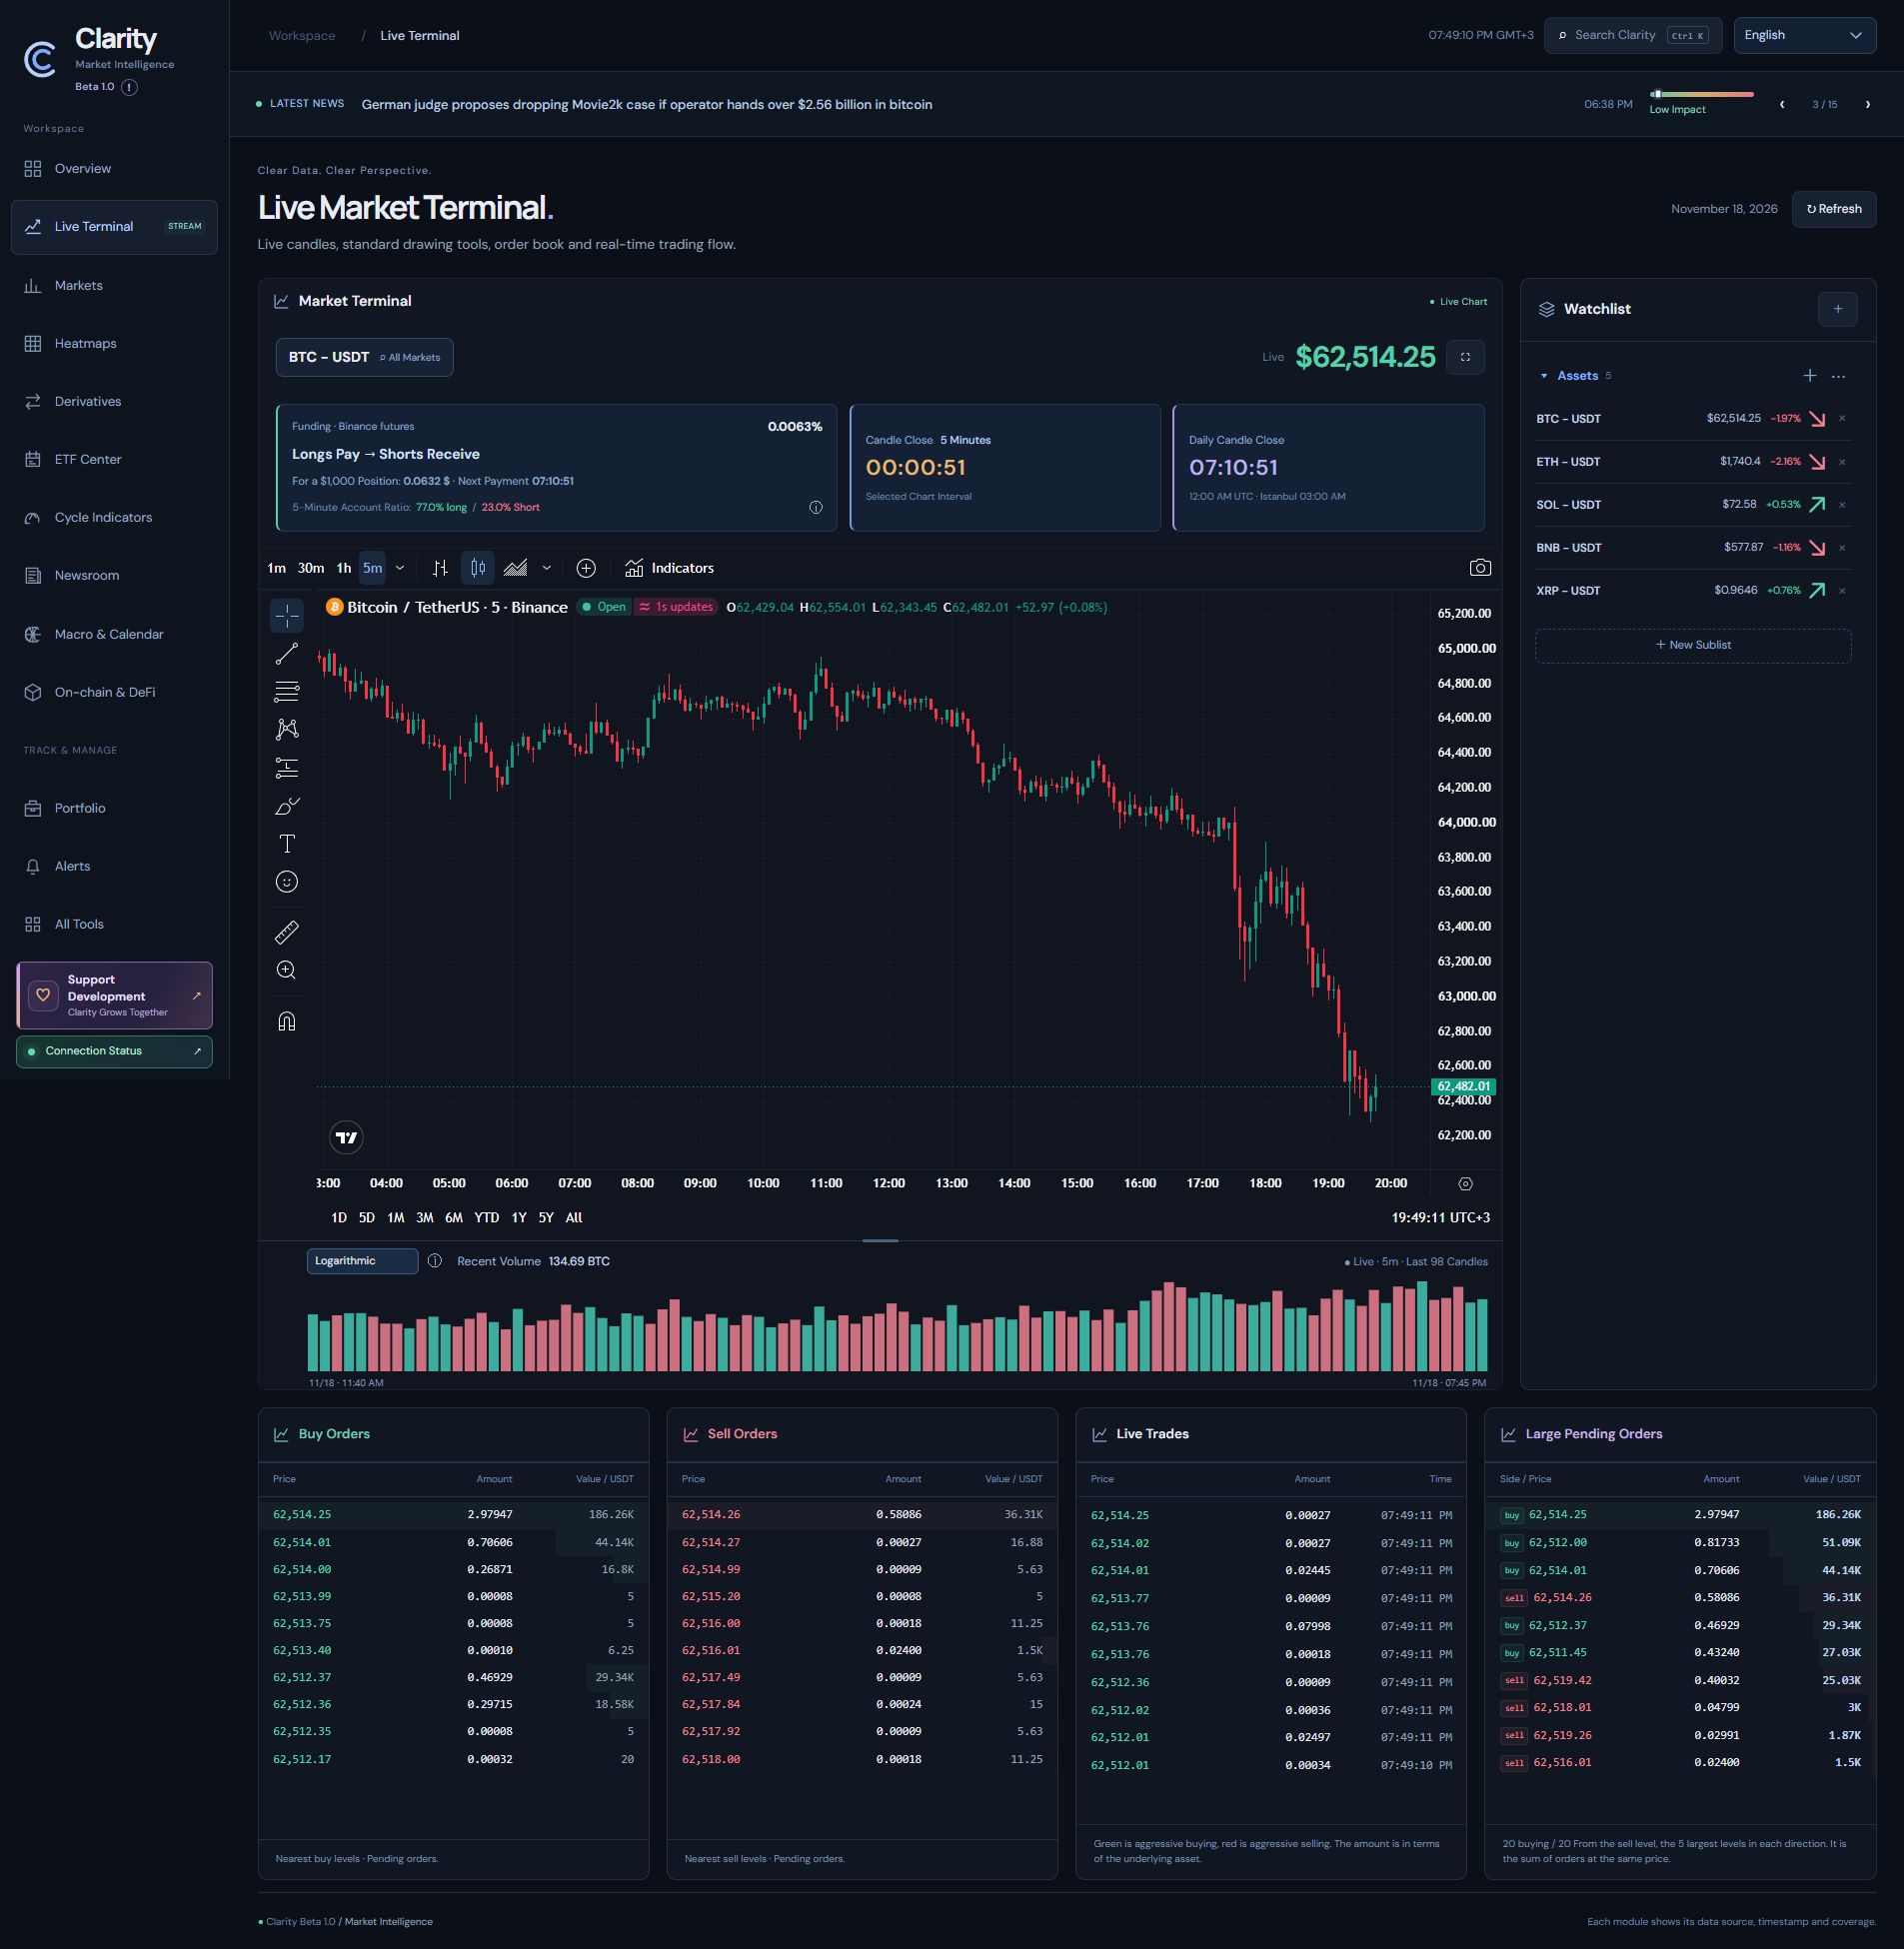 Clarity
Market Intelligence
Beta 1.0 !
Workspace
Overview
Live Terminal STREAM
Markets
Heatmaps
Derivatives
ETF Center
Cycle Indicators
Newsroom
Macro & Calendar
On-chain & DeFi
TRACK & MANAGE
Portfolio
Alerts
All Tools
Support
Development
Clarity Grows Together
Connection Status
Workspace / Live Terminal
07:49:10 PM GMT+3 Search Clarity Ctrl K English
LATEST NEWS German judge proposes dropping Movie2k case if operator hands over $2.56 billion in bitcoin
06:38 PM Low Impact 3 / 15
Clear Data. Clear Perspective.
Live Market Terminal.
Live candles, standard drawing tools, order book and real-time trading flow.
November 18, 2026 ↻ Refresh
Market Terminal
Live Chart
BTC – USDT All Markets
Live $62,514.25
Funding · Binance futures 0.0063%
Longs Pay → Shorts Receive
For a $1,000 Position: 0.0632 $ · Next Payment 07:10:51
5-Minute Account Ratio: 77.0% long / 23.0% Short
Candle Close 5 Minutes
00:00:51
Selected Chart Interval
Daily Candle Close
07:10:51
12:00 AM UTC · Istanbul 03:00 AM
1m 30m 1h 5m Indicators
Bitcoin / TetherUS · 5 · Binance Open 1s updates O62,429.04 H62,554.01 L62,343.45 C62,482.01 +52.97 (+0.08%)
65,200.00
65,000.00
64,800.00
64,600.00
64,400.00
64,200.00
64,000.00
63,800.00
63,600.00
63,400.00
63,200.00
63,000.00
62,800.00
62,600.00
62,482.01
62,400.00
62,200.00
3:00 04:00 05:00 06:00 07:00 08:00 09:00 10:00 11:00 12:00 13:00 14:00 15:00 16:00 17:00 18:00 19:00 20:00
1D 5D 1M 3M 6M YTD 1Y 5Y All
19:49:11 UTC+3
Logarithmic Recent Volume 134.69 BTC
Live · 5m · Last 98 Candles
11/18 · 11:40 AM 11/18 · 07:45 PM
Watchlist +
Assets 5
BTC – USDT $62,514.25 -1.97% ×
ETH – USDT $1,740.4 -2.16% ×
SOL – USDT $72.58 +0.53% ×
BNB – USDT $577.87 -1.16% ×
XRP – USDT $0.9646 +0.76% ×
+ New Sublist
Buy Orders
Price Amount Value / USDT
62,514.25 2.97947 186.26K
62,514.01 0.70606 44.14K
62,514.00 0.26871 16.8K
62,513.99 0.00008 5
62,513.75 0.00008 5
62,513.40 0.00010 6.25
62,512.37 0.46929 29.34K
62,512.36 0.29715 18.58K
62,512.35 0.00008 5
62,512.17 0.00032 20
Nearest buy levels · Pending orders.
Sell Orders
Price Amount Value / USDT
62,514.26 0.58086 36.31K
62,514.27 0.00027 16.88
62,514.99 0.00009 5.63
62,515.20 0.00008 5
62,516.00 0.00018 11.25
62,516.01 0.02400 1.5K
62,517.49 0.00009 5.63
62,517.84 0.00024 15
62,517.92 0.00009 5.63
62,518.00 0.00018 11.25
Nearest sell levels · Pending orders.
Live Trades
Price Amount Time
62,514.25 0.00027 07:49:11 PM
62,514.02 0.00027 07:49:11 PM
62,514.01 0.02445 07:49:11 PM
62,513.77 0.00009 07:49:11 PM
62,513.76 0.07998 07:49:11 PM
62,513.76 0.00018 07:49:11 PM
62,512.36 0.00009 07:49:11 PM
62,512.02 0.00036 07:49:11 PM
62,512.01 0.02497 07:49:11 PM
62,512.01 0.00034 07:49:10 PM
Green is aggressive buying, red is aggressive selling. The amount is in terms
of the underlying asset.
Large Pending Orders
Side / Price Amount Value / USDT
buy 62,514.25 2.97947 186.26K
buy 62,512.00 0.81733 51.09K
buy 62,514.01 0.70606 44.14K
sell 62,514.26 0.58086 36.31K
buy 62,512.37 0.46929 29.34K
buy 62,511.45 0.43240 27.03K
sell 62,519.42 0.40032 25.03K
sell 62,518.01 0.04799 3K
sell 62,519.26 0.02991 1.87K
sell 62,516.01 0.02400 1.5K
20 buying / 20 From the sell level, the 5 largest levels in each direction. It is
the sum of orders at the same price.
Clarity Beta 1.0 / Market Intelligence
Each module shows its data source, timestamp and coverage.